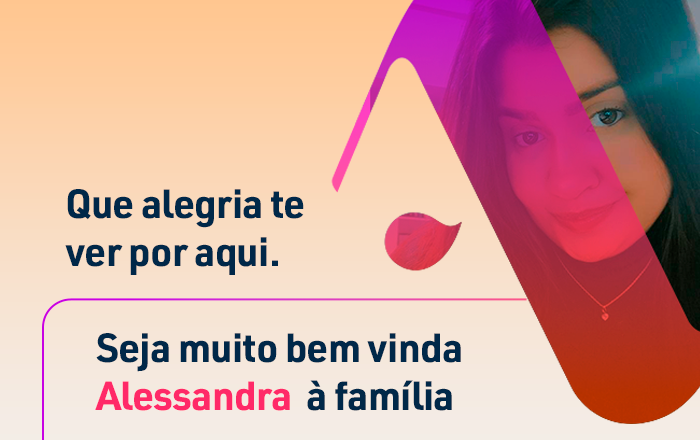 Que alegria te
ver por aqui.
Seja muito bem vinda
Alessandra à família